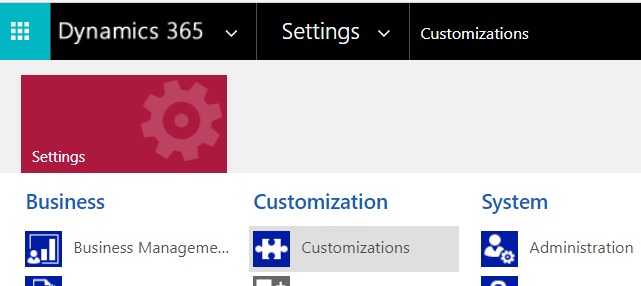 Dynamics 365 Settings Customizations
Settings
Business Customization System
Business Manageme... Customizations Administration